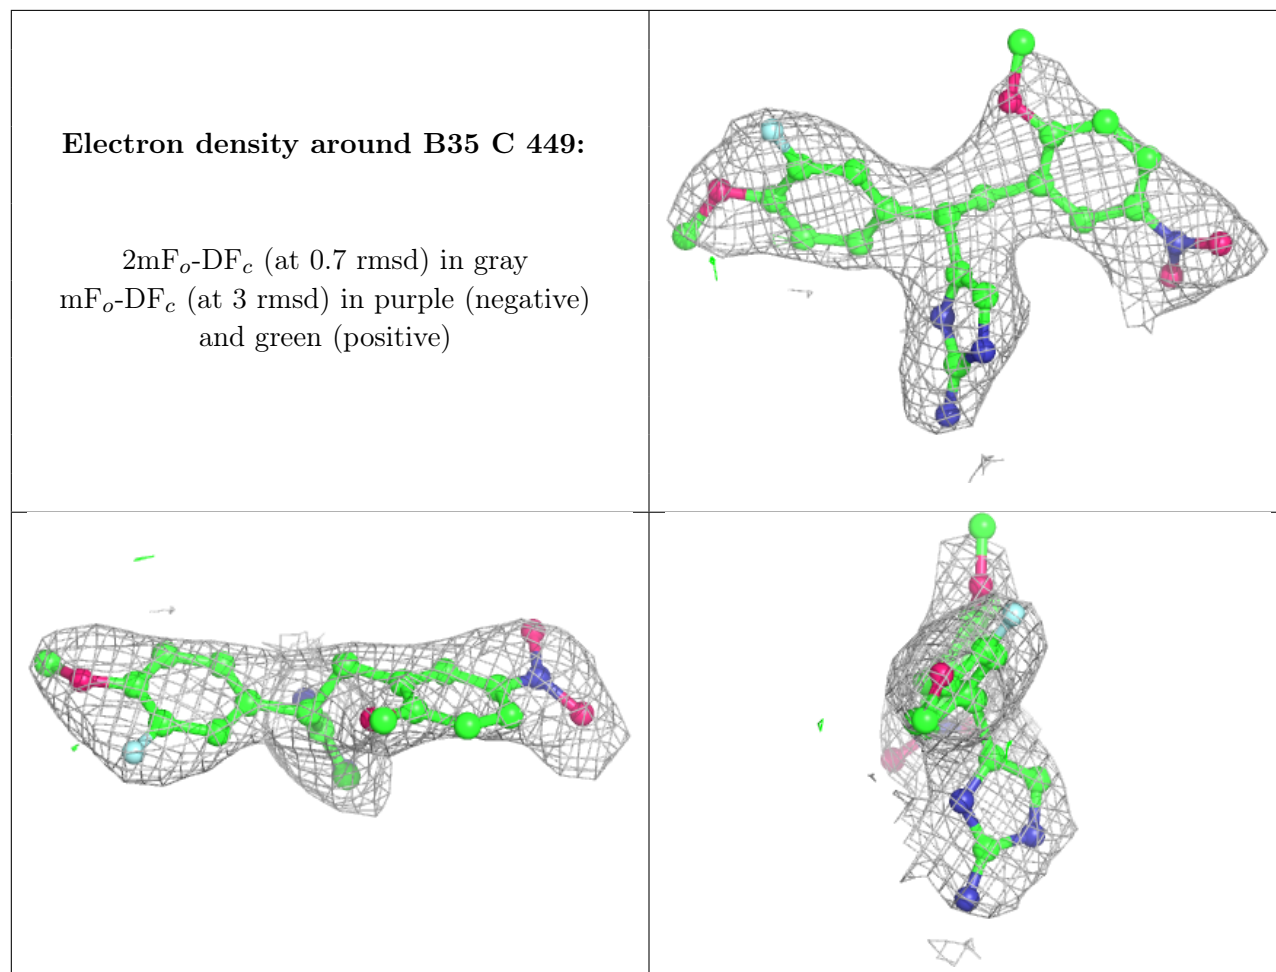 Electron density around B35 C 449:
2mFₒ-DF𝒸 (at 0.7 rmsd) in gray
mFₒ-DF𝒸 (at 3 rmsd) in purple (negative)
and green (positive)